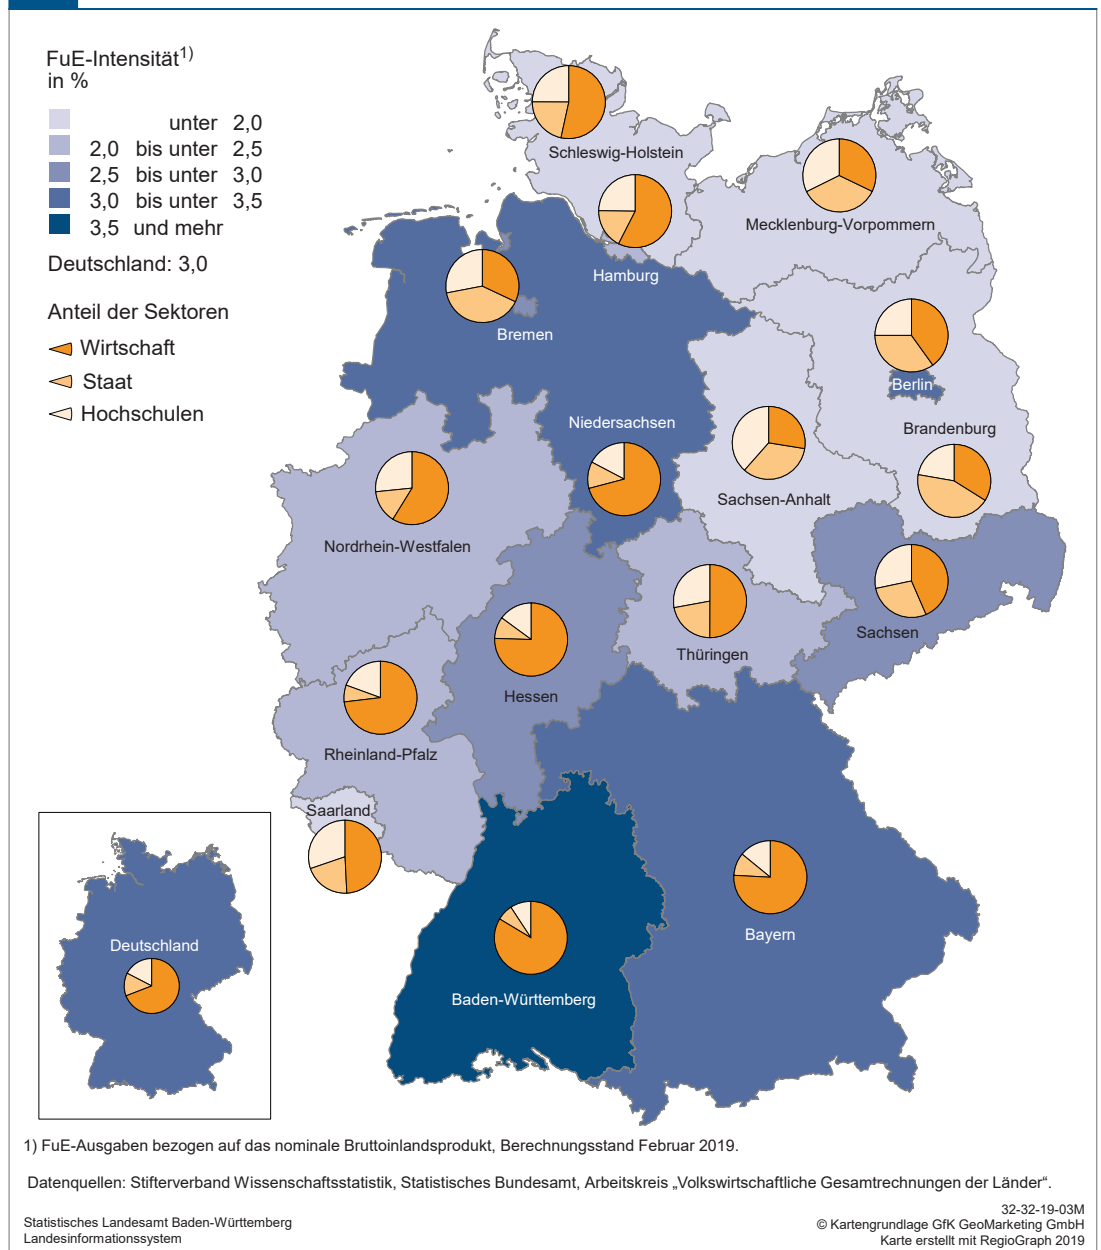 FuE-Intensität1)
in %
unter 2,0
2,0 bis unter 2,5
2,5 bis unter 3,0
3,0 bis unter 3,5
3,5 und mehr
Deutschland: 3,0
Anteil der Sektoren
Wirtschaft
Staat
Hochschulen
Schleswig-Holstein
Mecklenburg-Vorpommern
Hamburg
Bremen
Berlin
Niedersachsen
Brandenburg
Sachsen-Anhalt
Nordrhein-Westfalen
Sachsen
Thüringen
Hessen
Rheinland-Pfalz
Saarland
Bayern
Deutschland
Baden-Württemberg
1) FuE-Ausgaben bezogen auf das nominale Bruttoinlandsprodukt, Berechnungsstand Februar 2019.
Datenquellen: Stifterverband Wissenschaftsstatistik, Statistisches Bundesamt, Arbeitskreis „Volkswirtschaftliche Gesamtrechnungen der Länder“.
32-32-19-03M
Statistisches Landesamt Baden-Württemberg
© Kartengrundlage GfK GeoMarketing GmbH
Landesinformationssystem
Karte erstellt mit RegioGraph 2019